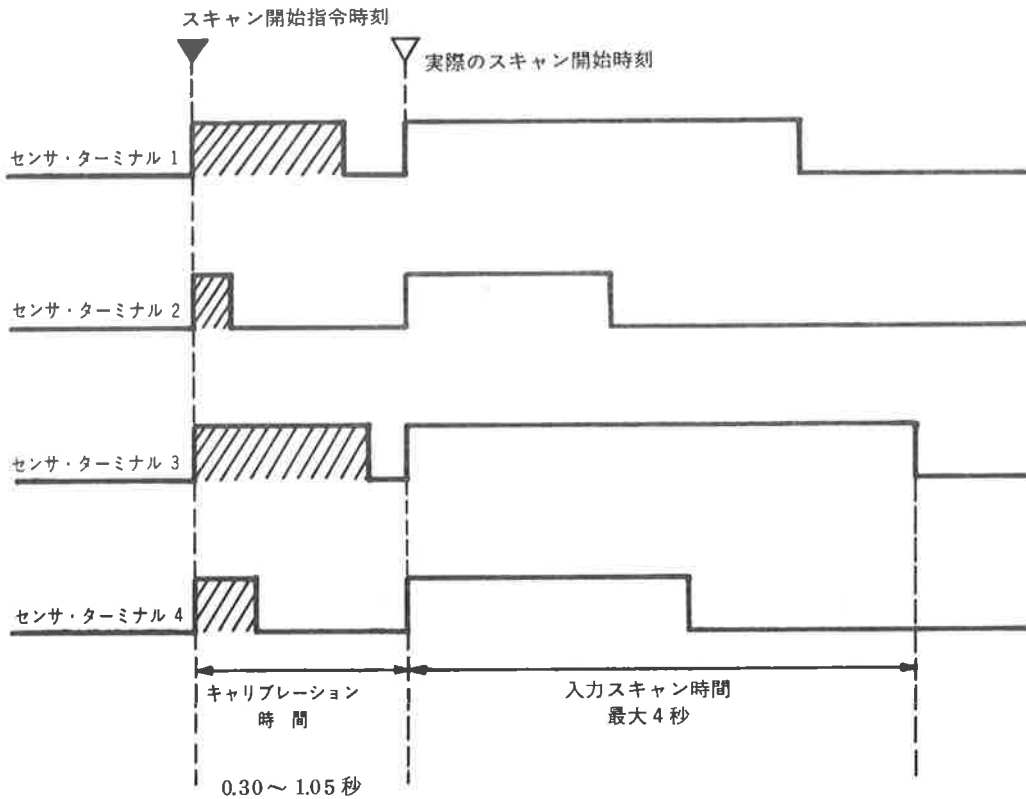 スキャン開始指令時刻
実際のスキャン開始時刻
センサ・ターミナル 1
センサ・ターミナル 2
センサ・ターミナル 3
センサ・ターミナル 4
キャリブレーション
時 間
入力スキャン時間
最大 4 秒
0.30～1.05 秒